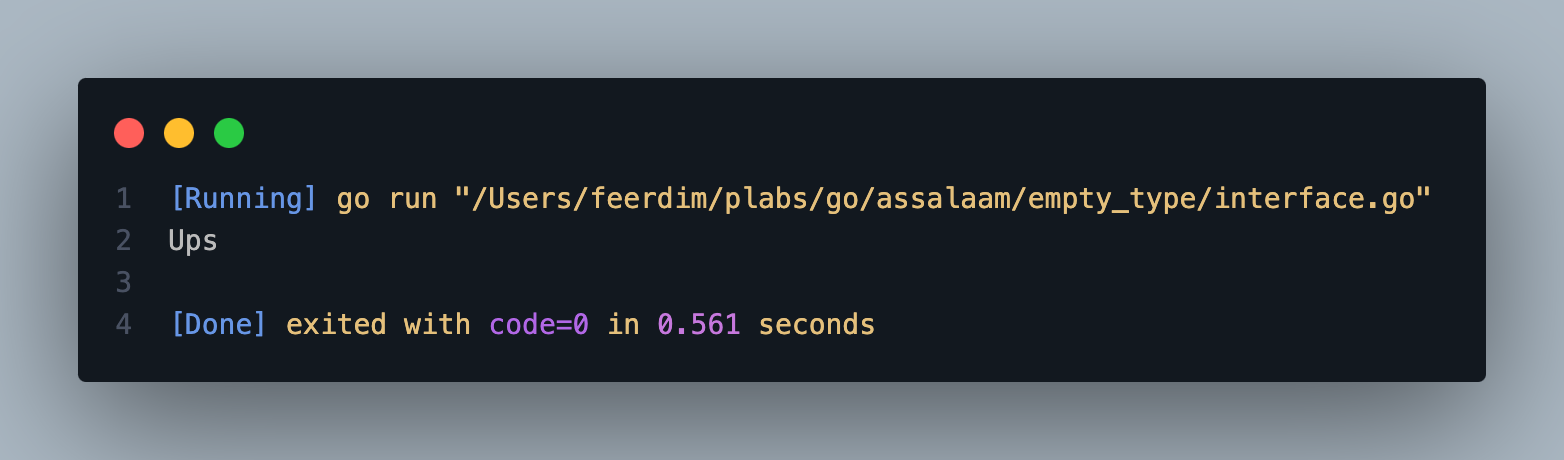 1 [Running] go run "/Users/feerdim/plabs/go/assalaam/empty_type/interface.go"
2 Ups
3
4 [Done] exited with code=0 in 0.561 seconds